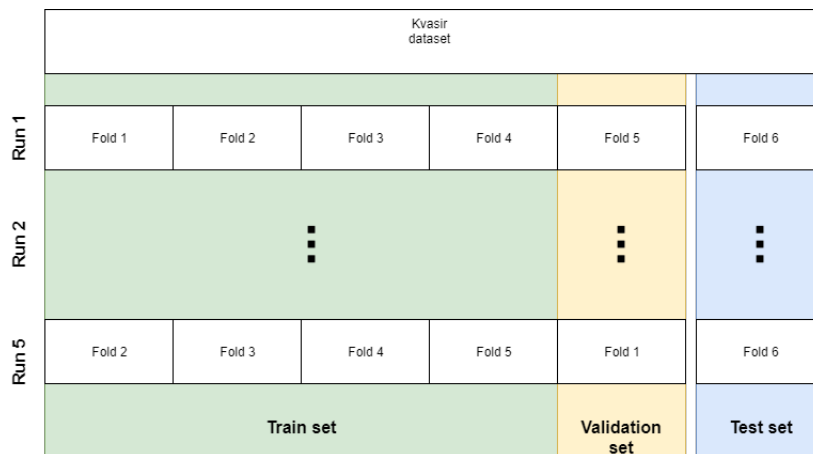 Kvasir
dataset
Run 1
Fold 1
Fold 2
Fold 3
Fold 4
Fold 5
Fold 6
Run 2
Run 5
Fold 2
Fold 3
Fold 4
Fold 5
Fold 1
Fold 6
Train set
Validation
set
Test set